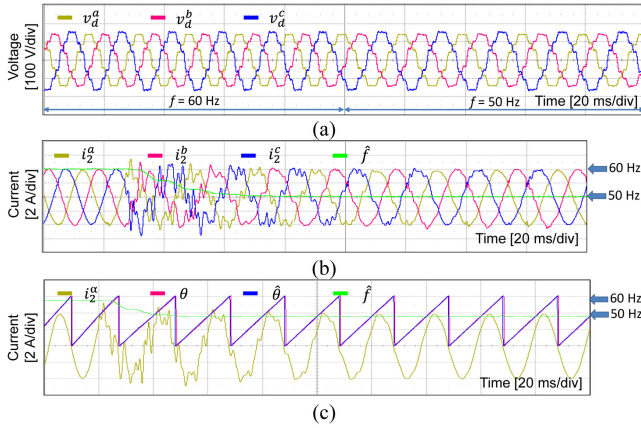 v_d^a v_d^b v_d^c
Voltage
[100 V/div]
f = 60 Hz f = 50 Hz Time [20 ms/div]
(a)
i_2^a i_2^b i_2^c f̂
Current
[2 A/div]
60 Hz
50 Hz
Time [20 ms/div]
(b)
i_2^α θ θ̂ f̂
Current
[2 A/div]
60 Hz
50 Hz
Time [20 ms/div]
(c)